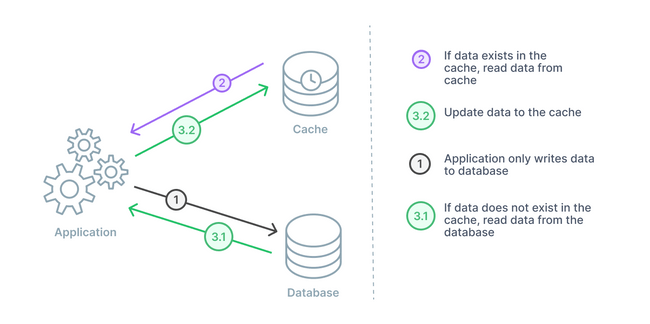 2
3.2
Cache
1
3.1
Application
Database
2
If data exists in the
cache, read data from
cache
3.2
Update data to the cache
1
Application only writes data
to database
3.1
If data does not exist in the
cache, read data from the
database